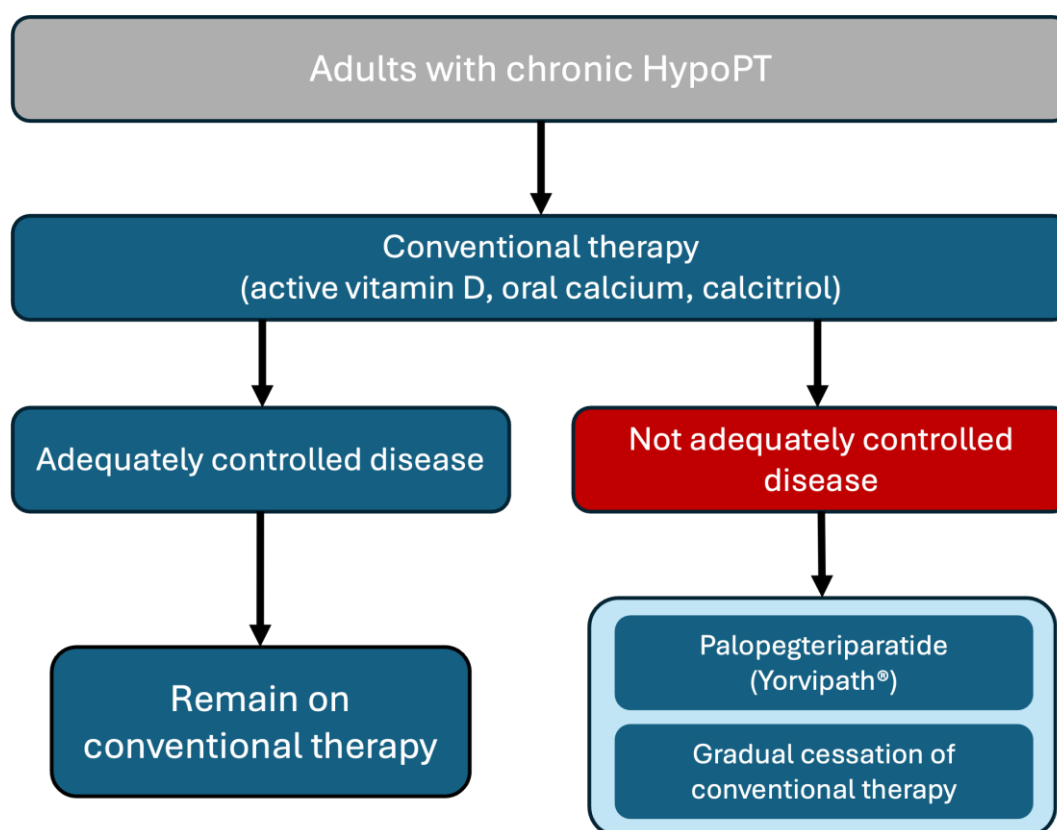 Adults with chronic HypoPT
Conventional therapy
(active vitamin D, oral calcium, calcitriol)
Adequately controlled disease
Not adequately controlled
disease
Remain on
conventional therapy
Palopegteriparatide
(Yorvipath®)
Gradual cessation of
conventional therapy